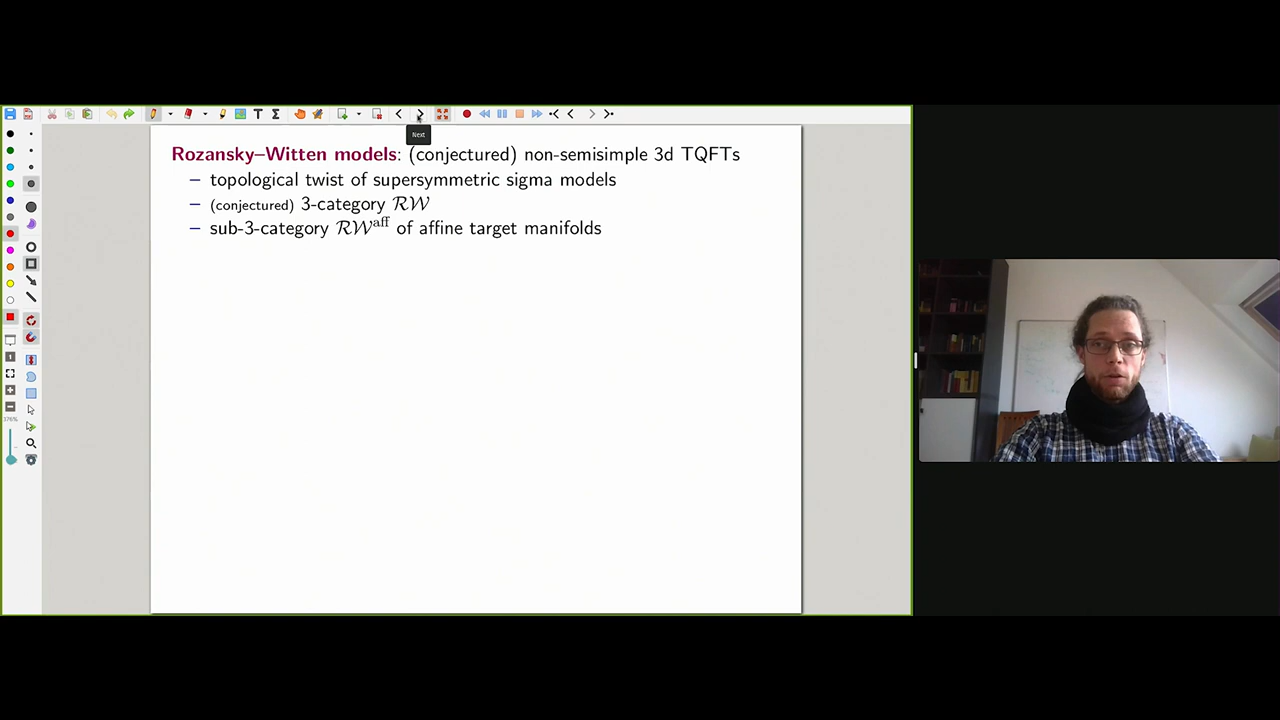 Next
Rozansky–Witten models: (conjectured) non-semisimple 3d TQFTs
– topological twist of supersymmetric sigma models
– (conjectured) 3-category ℛ𝒲
– sub-3-category ℛ𝒲^aff of affine target manifolds
376%